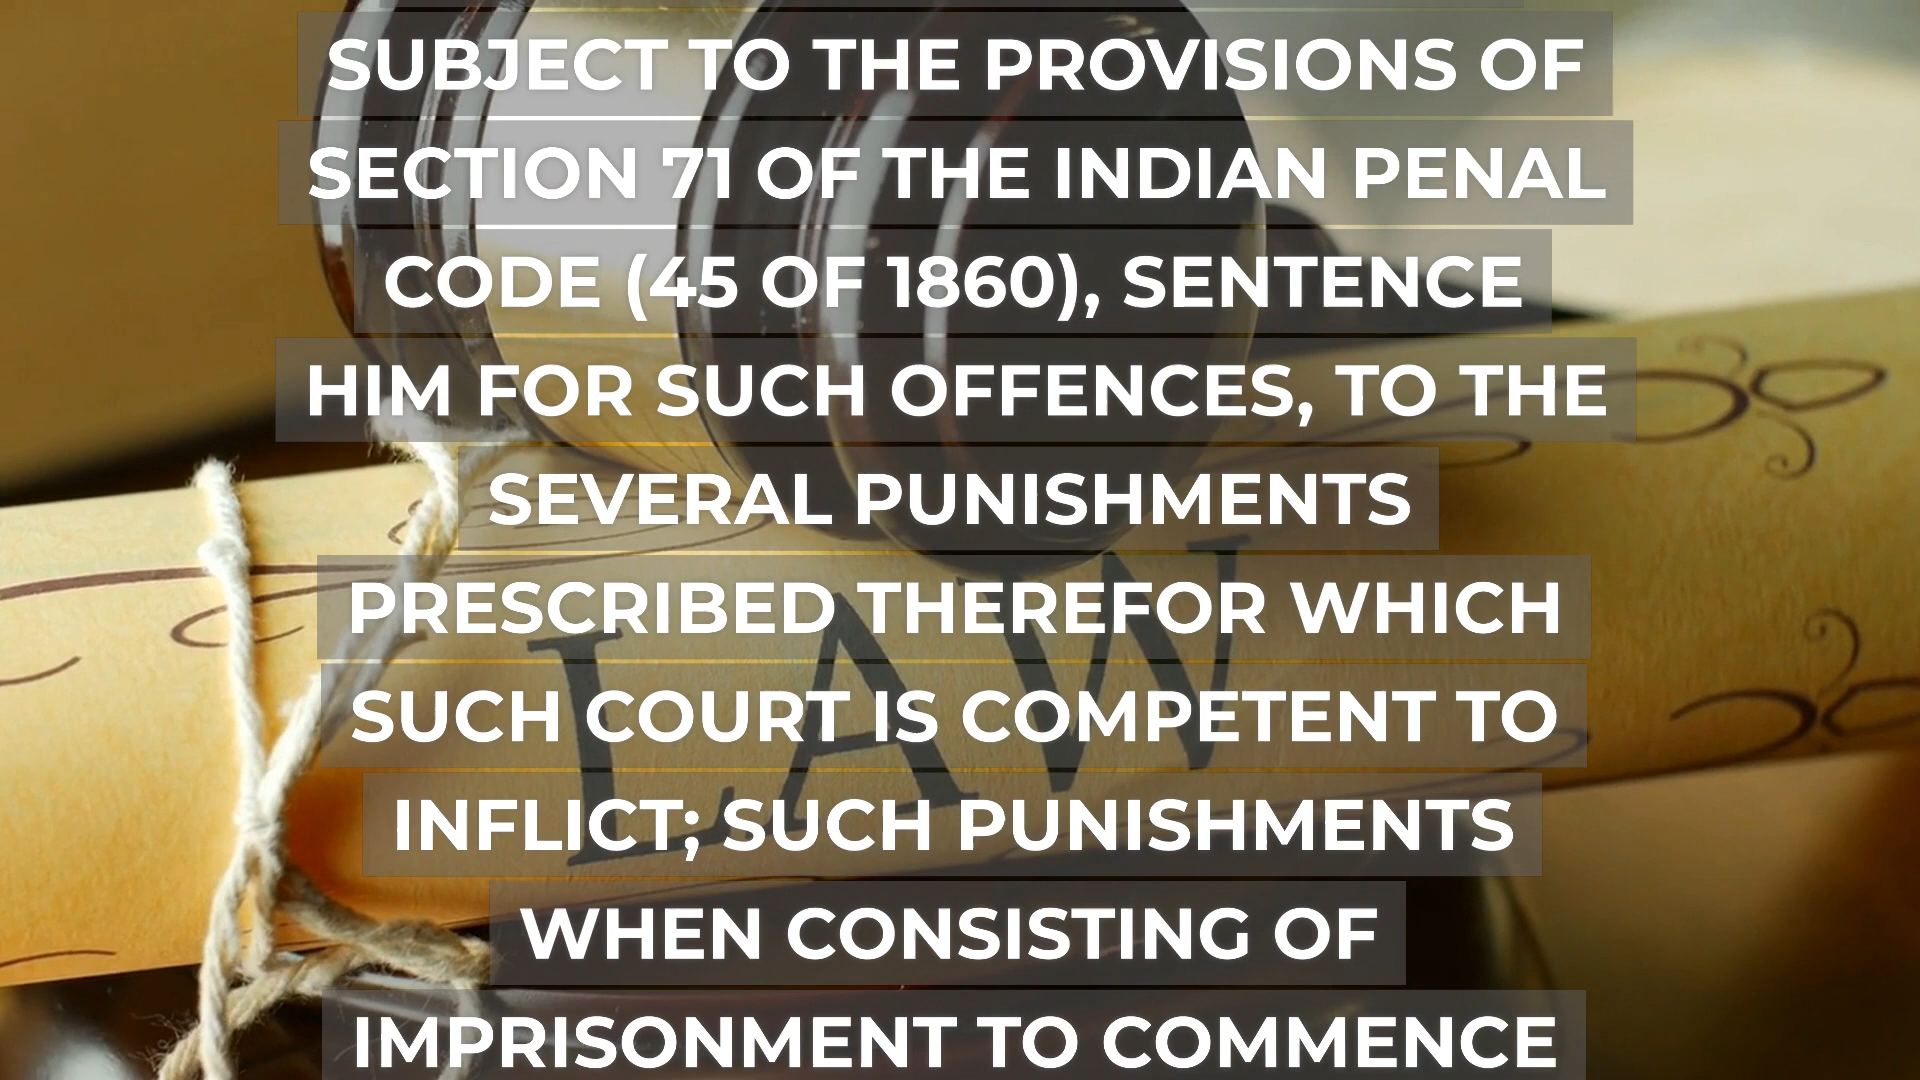 SUBJECT TO THE PROVISIONS OF
SECTION 71 OF THE INDIAN PENAL
CODE (45 OF 1860), SENTENCE
HIM FOR SUCH OFFENCES, TO THE
SEVERAL PUNISHMENTS
PRESCRIBED THEREFOR WHICH
SUCH COURT IS COMPETENT TO
INFLICT; SUCH PUNISHMENTS
WHEN CONSISTING OF
IMPRISONMENT TO COMMENCE
LAW